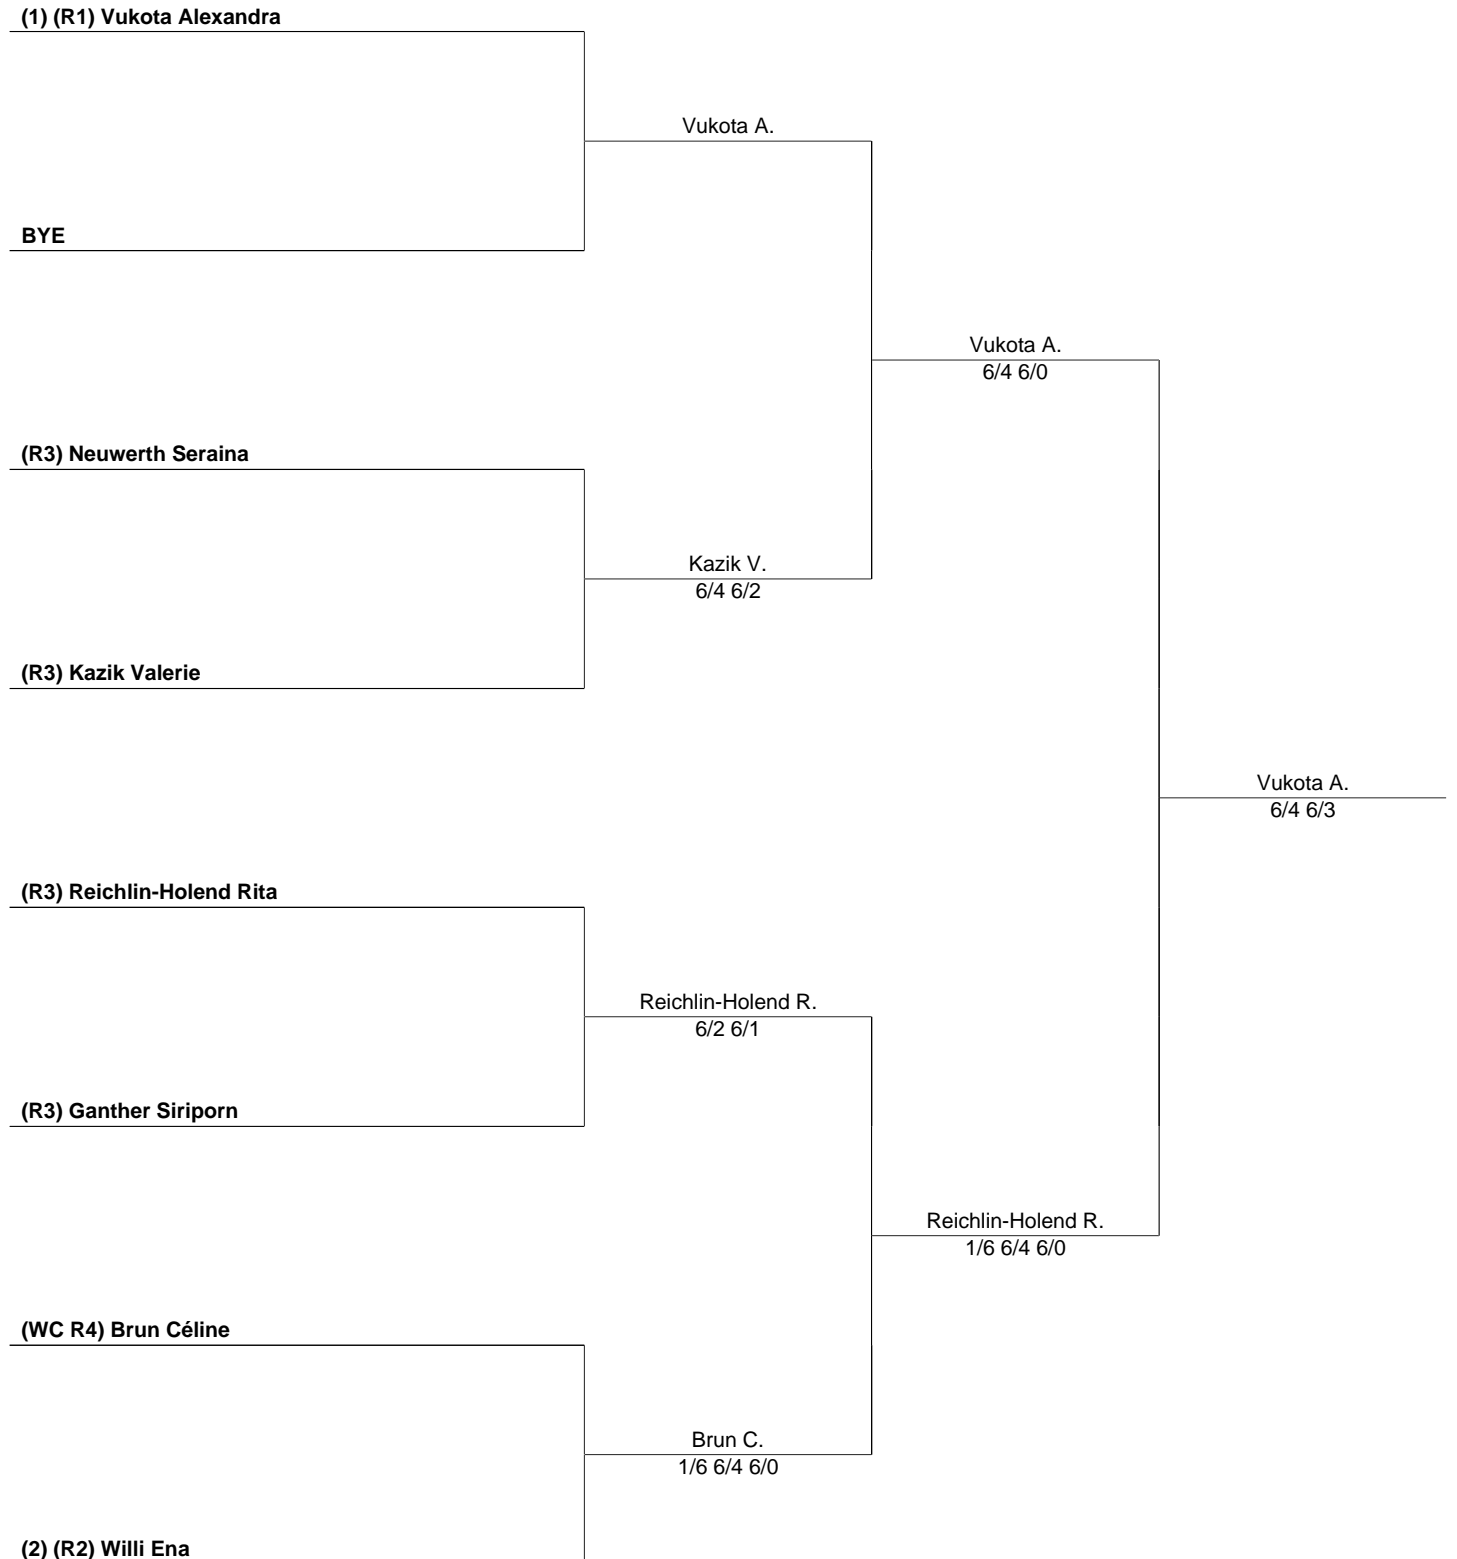 (1) (R1) Vukota Alexandra
Vukota A.
BYE
Vukota A.
6/4 6/0
(R3) Neuwerth Seraina
Kazik V.
6/4 6/2
(R3) Kazik Valerie
Vukota A.
6/4 6/3
(R3) Reichlin-Holend Rita
Reichlin-Holend R.
6/2 6/1
(R3) Ganther Siriporn
Reichlin-Holend R.
1/6 6/4 6/0
(WC R4) Brun Céline
Brun C.
1/6 6/4 6/0
(2) (R2) Willi Ena